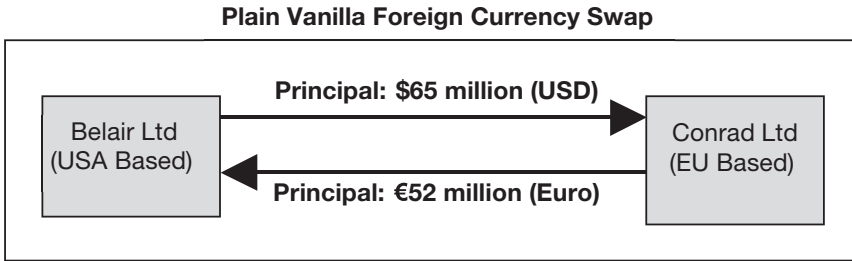 Plain Vanilla Foreign Currency Swap
Principal: $65 million (USD)
Belair Ltd
(USA Based)
Conrad Ltd
(EU Based)
Principal: €52 million (Euro)